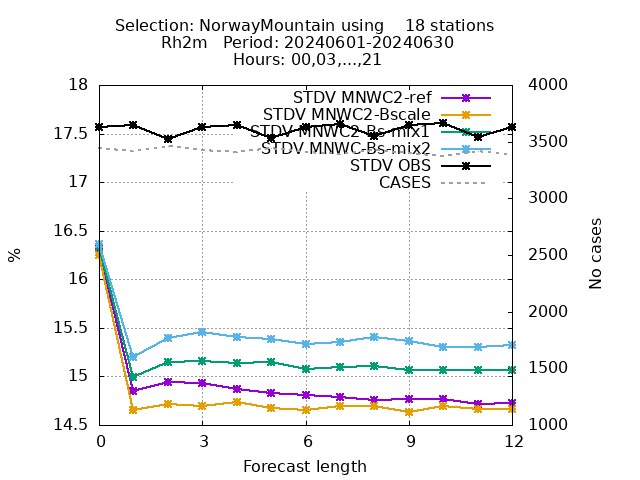 Selection: NorwayMountain using 18 stations
Rh2m Period: 20240601-20240630
Hours: 00,03,...,21
18
17.5
17
16.5
16
15.5
15
14.5
%
4000
3500
3000
2500
2000
1500
1000
No cases
STDV MNWC2-ref
STDV MNWC2-Bscale
STDV MNWC2-Bs-mix1
STDV MNWC-Bs-mix2
STDV OBS
CASES
0 3 6 9 12
Forecast length